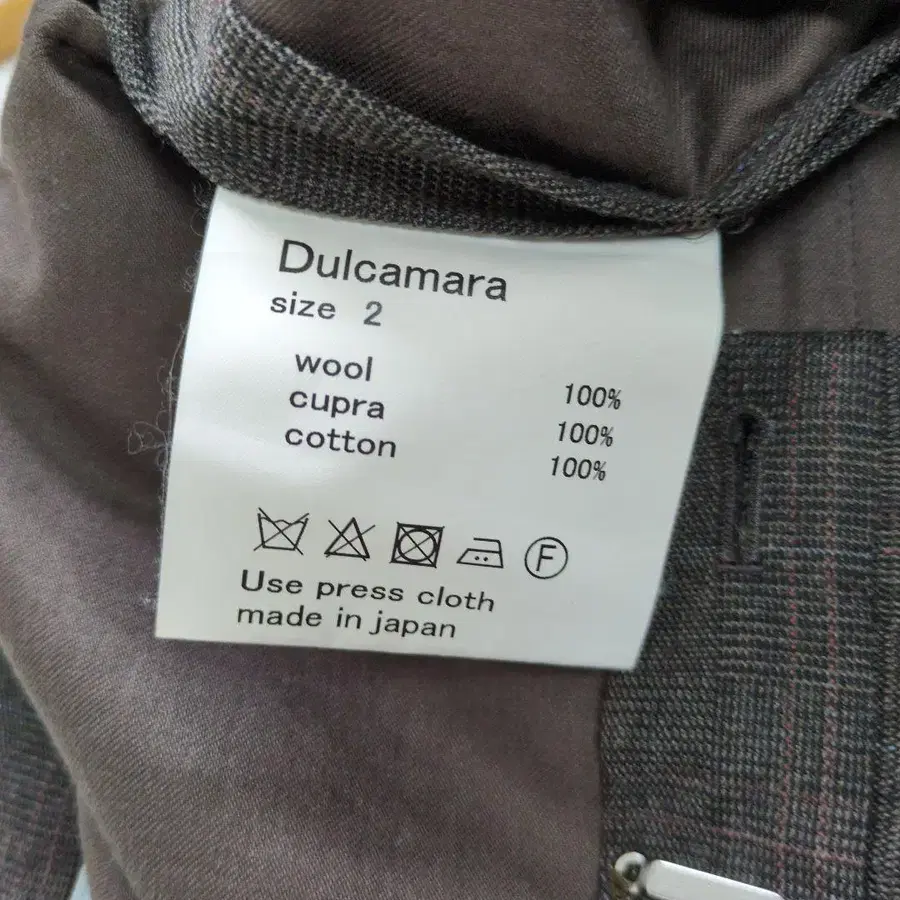 Dulcamara
size 2
wool 100%
cupra 100%
cotton 100%
F
Use press cloth
made in japan